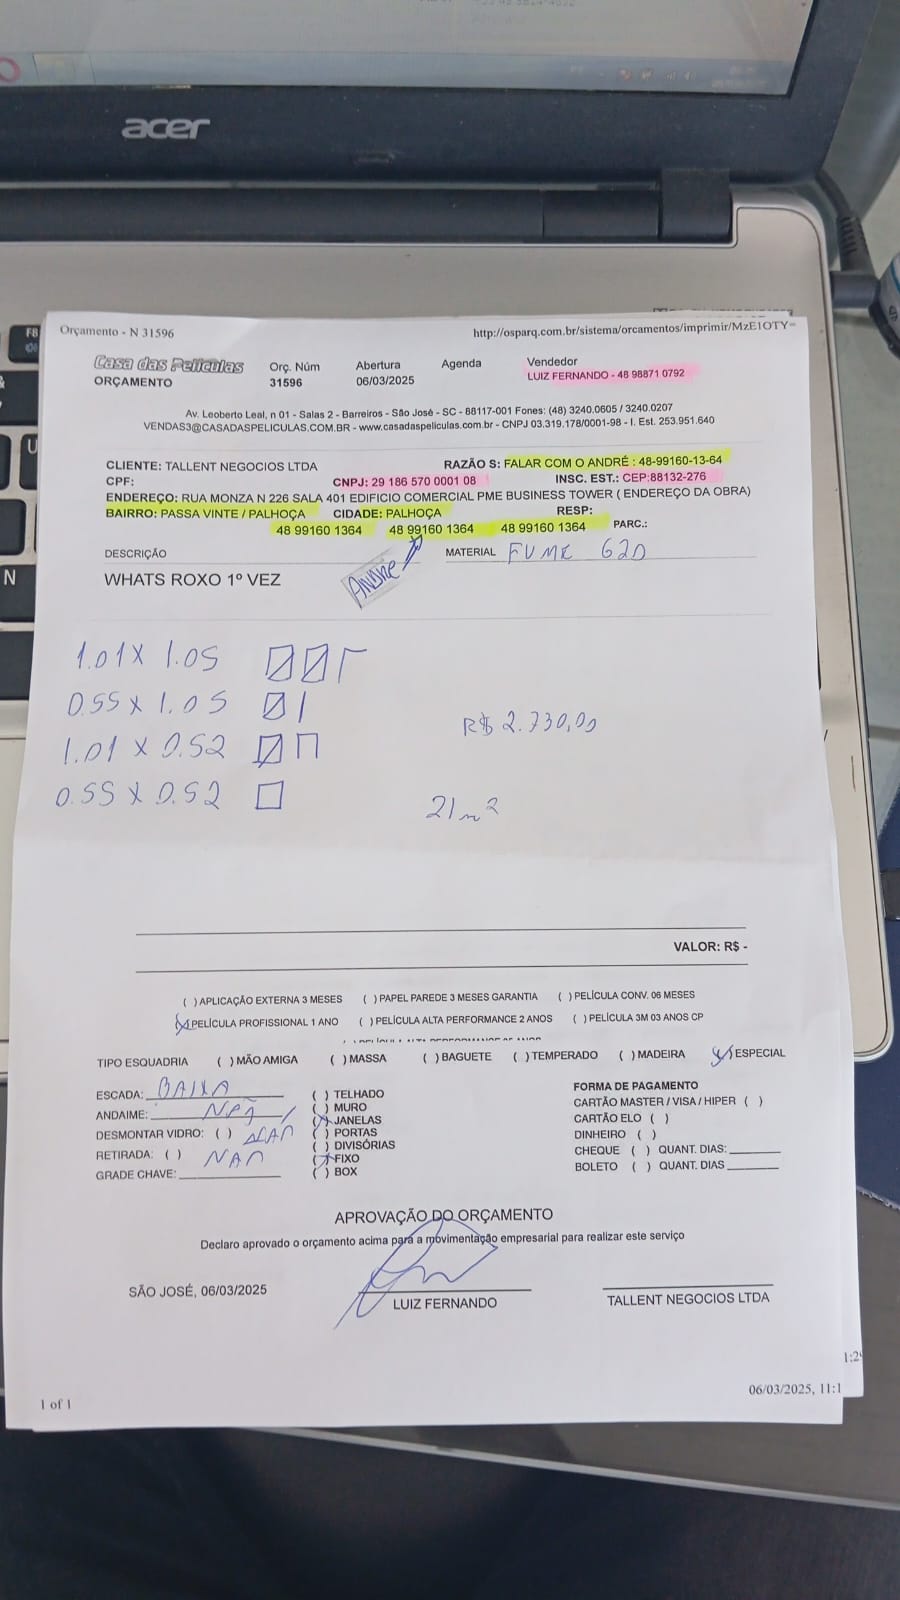 acer
F8
U
N
Orçamento - N 31596
http://osparq.com.br/sistema/orcamentos/imprimir/MzE1OTY=
Casa das Películas Orç. Núm Abertura Agenda Vendedor
ORÇAMENTO 31596 06/03/2025 LUIZ FERNANDO - 48 98871 0792
Av. Leoberto Leal, n 01 - Salas 2 - Barreiros - São José - SC - 88117-001 Fones: (48) 3240.0605 / 3240.0207
VENDAS3@CASADASPELICULAS.COM.BR - www.casadaspeliculas.com.br - CNPJ 03.319.178/0001-98 - I. Est. 253.951.640
CLIENTE: TALLENT NEGOCIOS LTDA RAZÃO S: FALAR COM O ANDRÉ : 48-99160-13-64
CPF: CNPJ: 29 186 570 0001 08 INSC. EST.: CEP:88132-276
ENDEREÇO: RUA MONZA N 226 SALA 401 EDIFICIO COMERCIAL PME BUSINESS TOWER ( ENDEREÇO DA OBRA)
BAIRRO: PASSA VINTE / PALHOÇA CIDADE: PALHOÇA RESP:
48 99160 1364 48 99160 1364 48 99160 1364 PARC.:
DESCRIÇÃO MATERIAL FUME G20
WHATS ROXO 1º VEZ ANDRE
1.01 X 1.05
0.55 X 1.05
R$ 2.730,00
1.01 X 0.52
0.55 X 0.52
21m²
VALOR: R$ -
( ) APLICAÇÃO EXTERNA 3 MESES ( ) PAPEL PAREDE 3 MESES GARANTIA ( ) PELÍCULA CONV. 06 MESES
(X) PELÍCULA PROFISSIONAL 1 ANO ( ) PELÍCULA ALTA PERFORMANCE 2 ANOS ( ) PELÍCULA 3M 03 ANOS CP
TIPO ESQUADRIA ( ) MÃO AMIGA ( ) MASSA ( ) BAGUETE ( ) TEMPERADO ( ) MADEIRA (X) ESPECIAL
ESCADA: BAIXA ( ) TELHADO FORMA DE PAGAMENTO
ANDAIME: NÃO ( ) MURO CARTÃO MASTER / VISA / HIPER ( )
(X) JANELAS CARTÃO ELO ( )
DESMONTAR VIDRO: ( ) NAO ( ) PORTAS DINHEIRO ( )
RETIRADA: ( ) NAO ( ) DIVISÓRIAS CHEQUE ( ) QUANT. DIAS:
(X) FIXO BOLETO ( ) QUANT. DIAS
GRADE CHAVE: ( ) BOX
APROVAÇÃO DO ORÇAMENTO
Declaro aprovado o orçamento acima para a movimentação empresarial para realizar este serviço
SÃO JOSÉ, 06/03/2025
LUIZ FERNANDO TALLENT NEGOCIOS LTDA
1 of 1
06/03/2025, 11:1